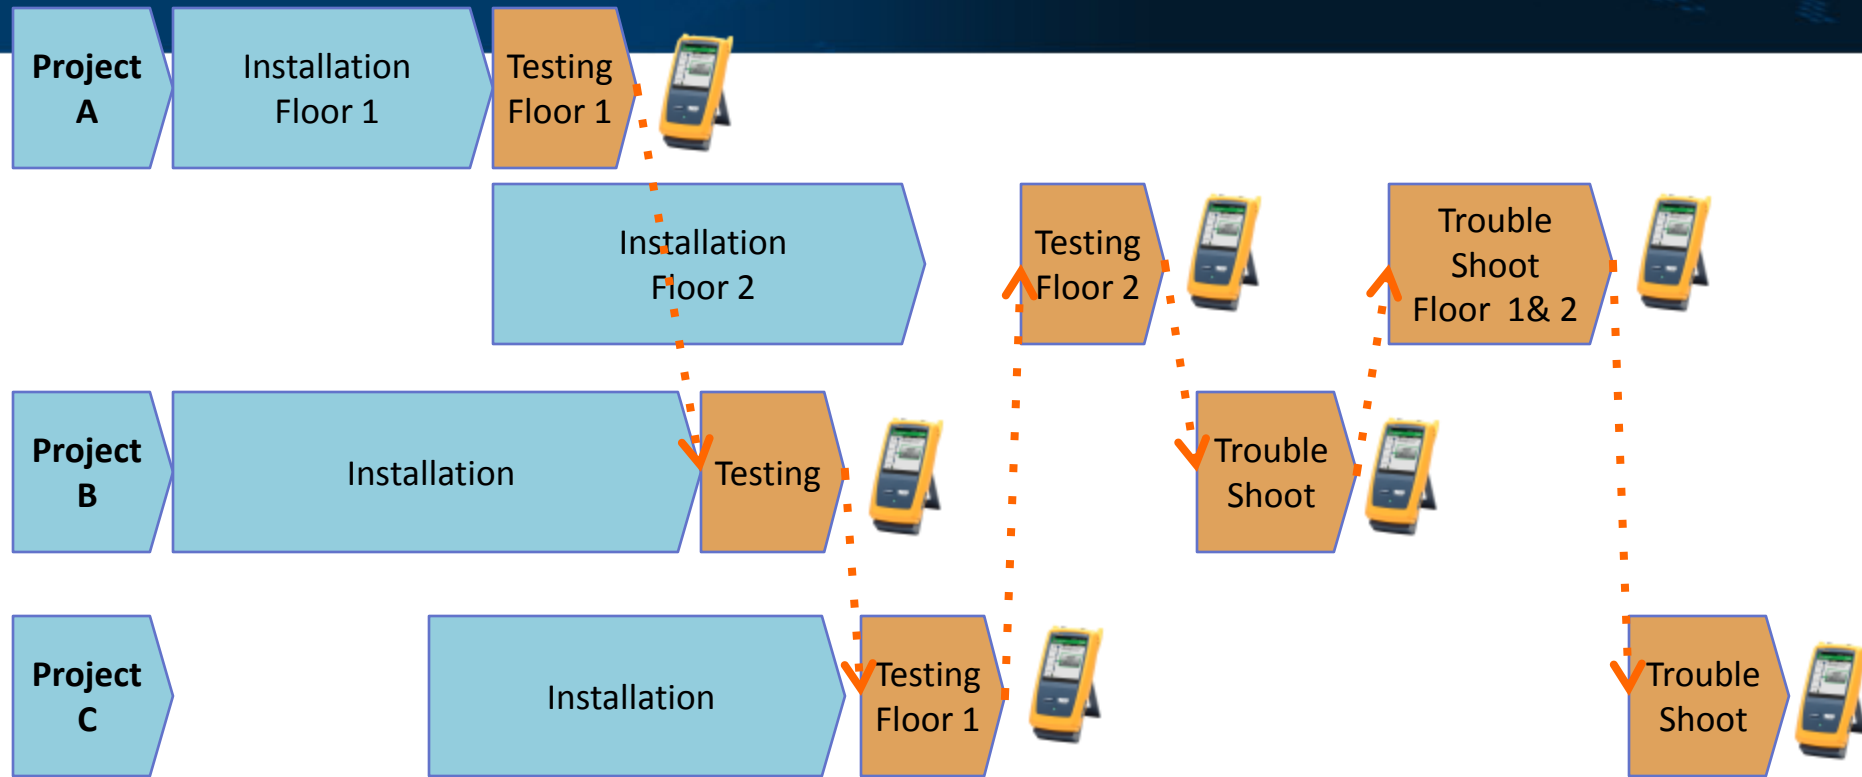 Project
A
Installation
Floor 1
Testing
Floor 1
Installation
Floor 2
Testing
Floor 2
Trouble
Shoot
Floor  1& 2
Project
B
Installation
Testing
Trouble
Shoot
Project
C
Installation
Testing
Floor 1
Trouble
Shoot